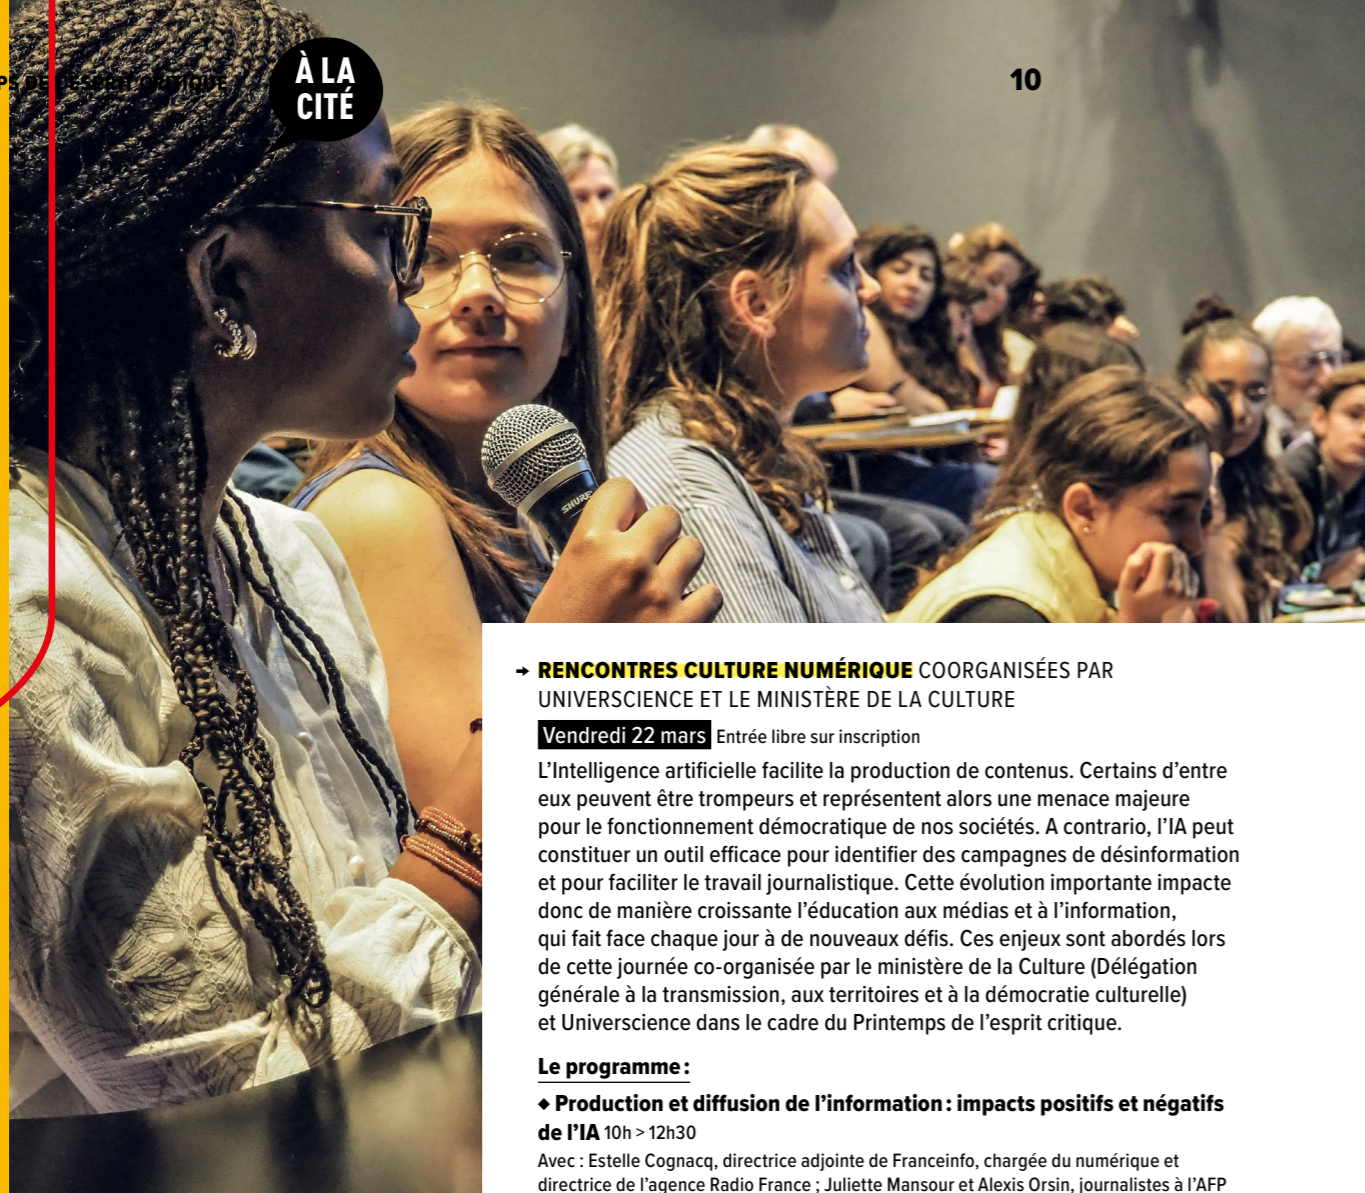 PS DE L'ESPRIT CRITIQUE
À LA
CITÉ
10
SHURE
→ RENCONTRES CULTURE NUMÉRIQUE COORGANISÉES PAR
UNIVERSCIENCE ET LE MINISTÈRE DE LA CULTURE
Vendredi 22 mars Entrée libre sur inscription
L’Intelligence artificielle facilite la production de contenus. Certains d’entre
eux peuvent être trompeurs et représentent alors une menace majeure
pour le fonctionnement démocratique de nos sociétés. A contrario, l’IA peut
constituer un outil efficace pour identifier des campagnes de désinformation
et pour faciliter le travail journalistique. Cette évolution importante impacte
donc de manière croissante l’éducation aux médias et à l’information,
qui fait face chaque jour à de nouveaux défis. Ces enjeux sont abordés lors
de cette journée co-organisée par le ministère de la Culture (Délégation
générale à la transmission, aux territoires et à la démocratie culturelle)
et Universcience dans le cadre du Printemps de l’esprit critique.
Le programme :
◆ Production et diffusion de l’information : impacts positifs et négatifs
de l’IA 10h > 12h30
Avec : Estelle Cognacq, directrice adjointe de Franceinfo, chargée du numérique et
directrice de l’agence Radio France ; Juliette Mansour et Alexis Orsin, journalistes à l’AFP